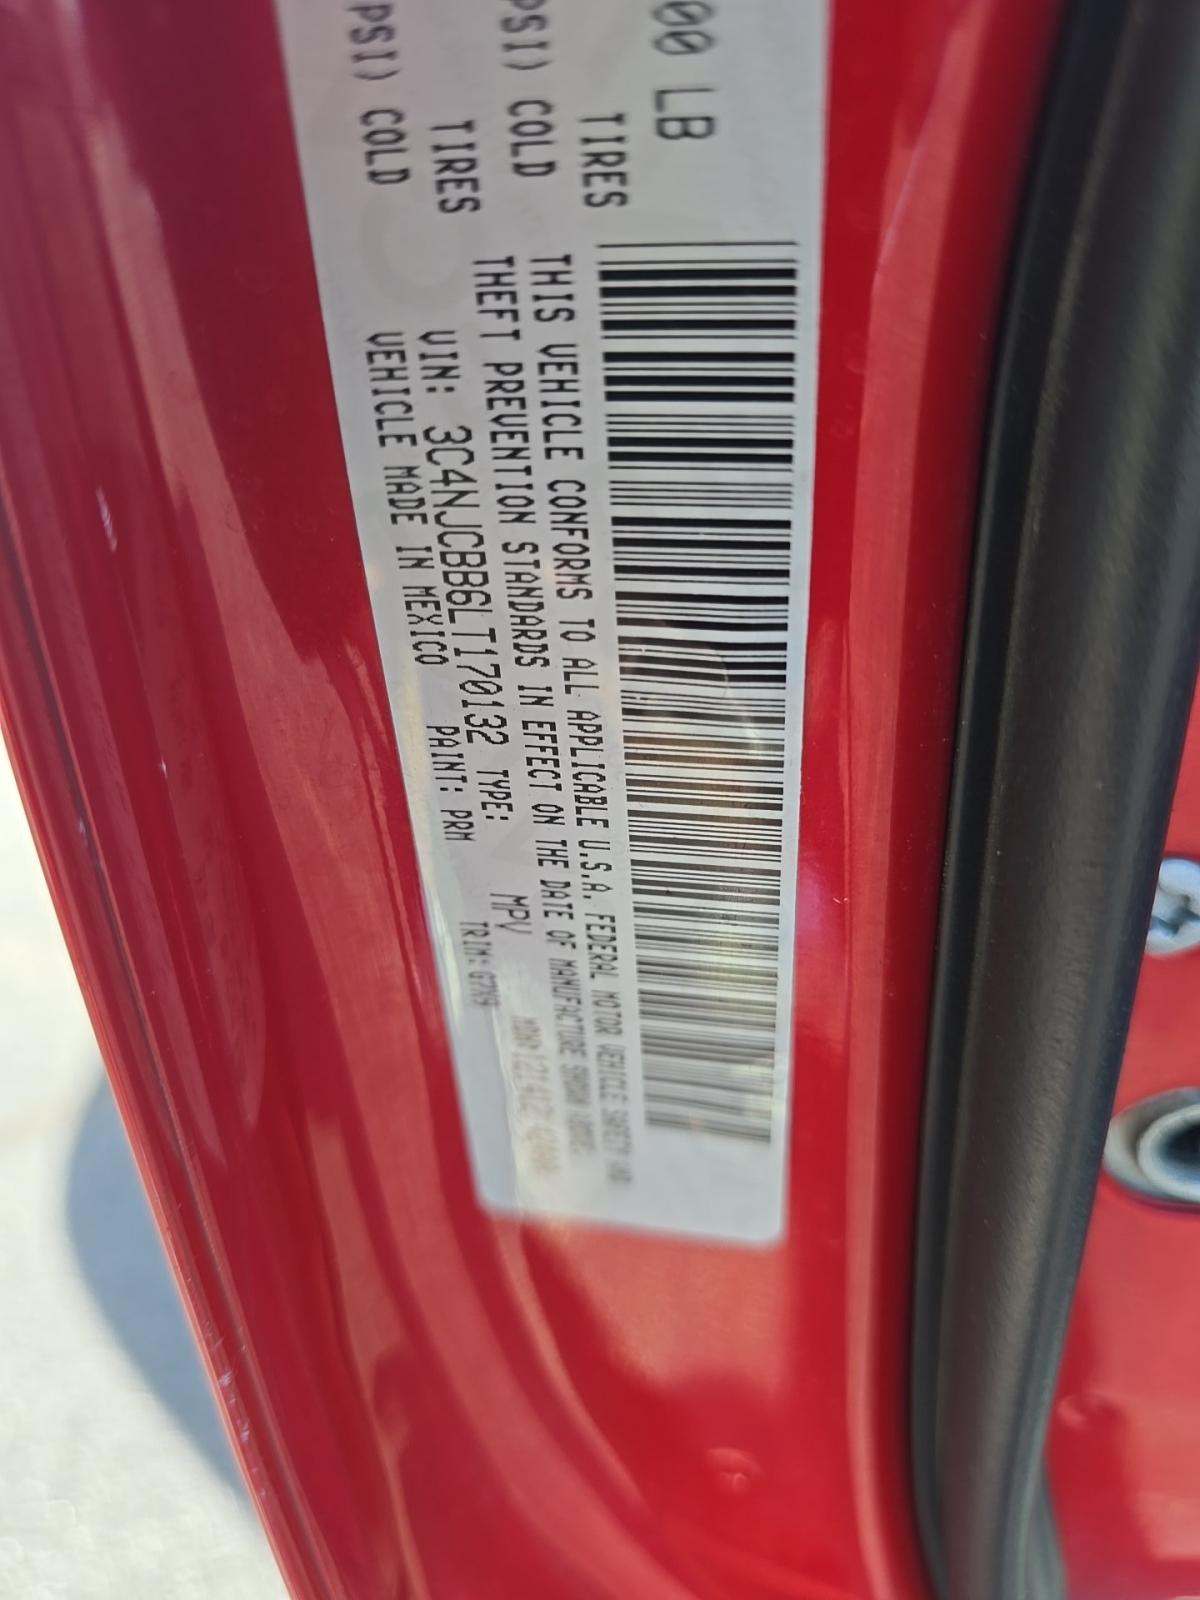 00 LB
TIRES
PSI) COLD
TIRES
PSI) COLD
THIS VEHICLE CONFORMS TO ALL APPLICABLE U.S.A. FEDERAL MOTOR VEHICLE SAFETY
THEFT PREVENTION STANDARDS IN EFFECT ON THE DATE OF MANUFACTURE SHOWN
VIN: 3C4NJCBB6LT170132 TYPE: MPV
VEHICLE MADE IN MEXICO PAINT: PRM TRIM: